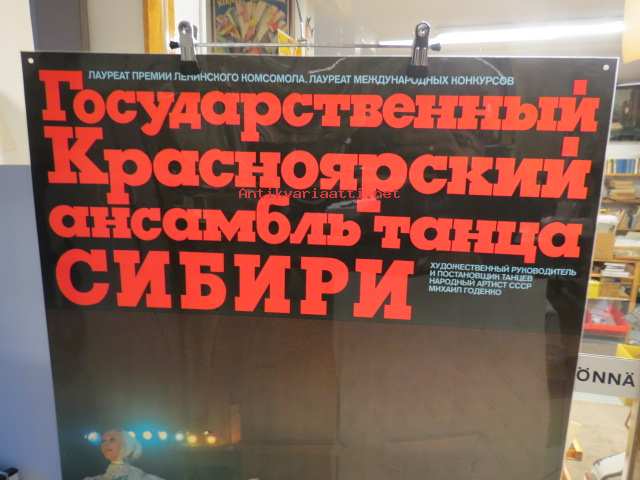 ЛАУРЕАТ ПРЕМИИ ЛЕНИНСКОГО КОМСОМОЛА. ЛАУРЕАТ МЕЖДУНАРОДНЫХ КОНКУРСОВ
Государственный
Красноярский
Antikvariaatti.net
ансамбль танца
СИБИРИ
ХУДОЖЕСТВЕННЫЙ РУКОВОДИТЕЛЬ
И ПОСТАНОВЩИК ТАНЦЕВ
НАРОДНЫЙ АРТИСТ СССР
МИХАИЛ ГОДЕНКО
ÖNNÄ